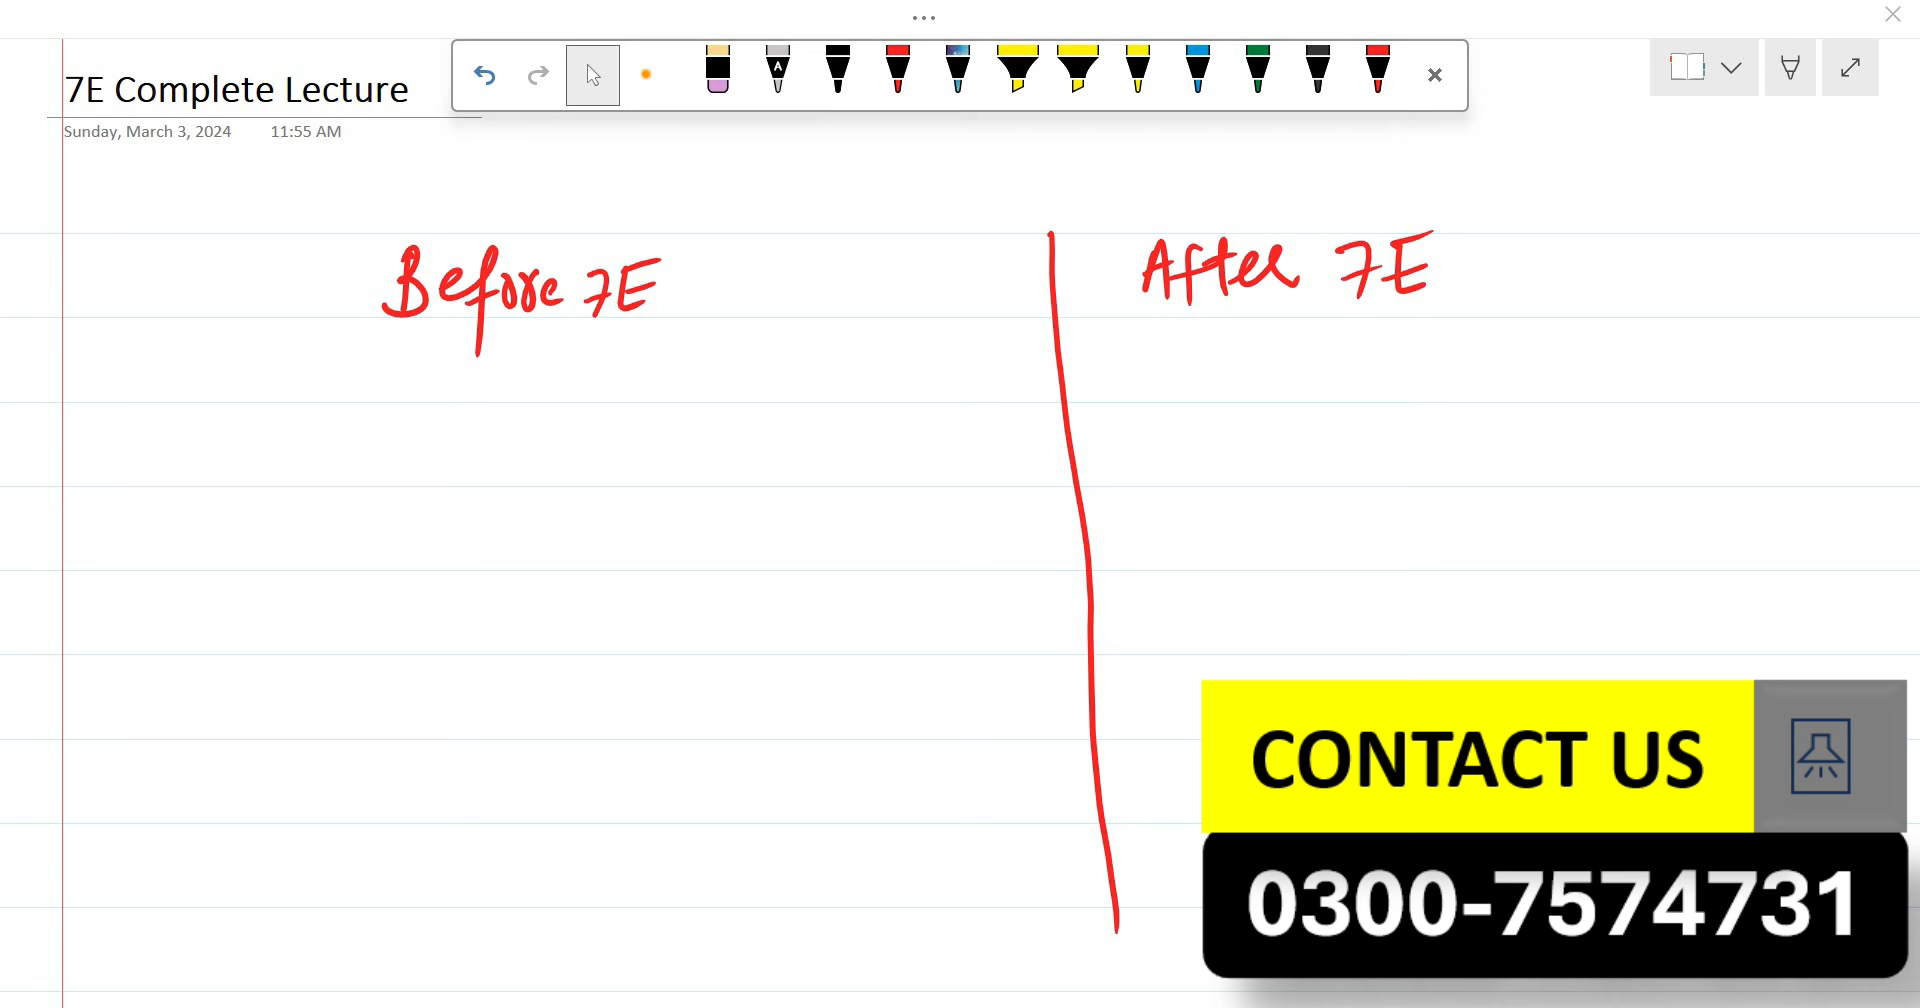 7E Complete Lecture
Sunday, March 3, 2024 11:55 AM
Before 7E
After 7E
CONTACT US
0300-7574731